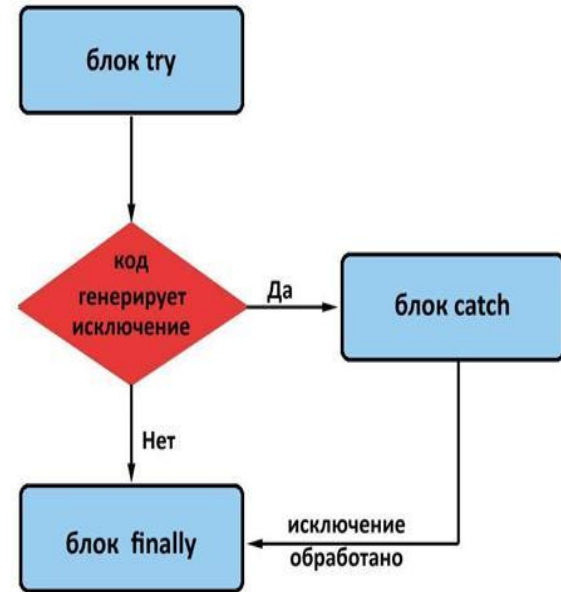 блок try
код
генерирует
исключение
Да
блок catch
Нет
блок finally
исключение
обработано